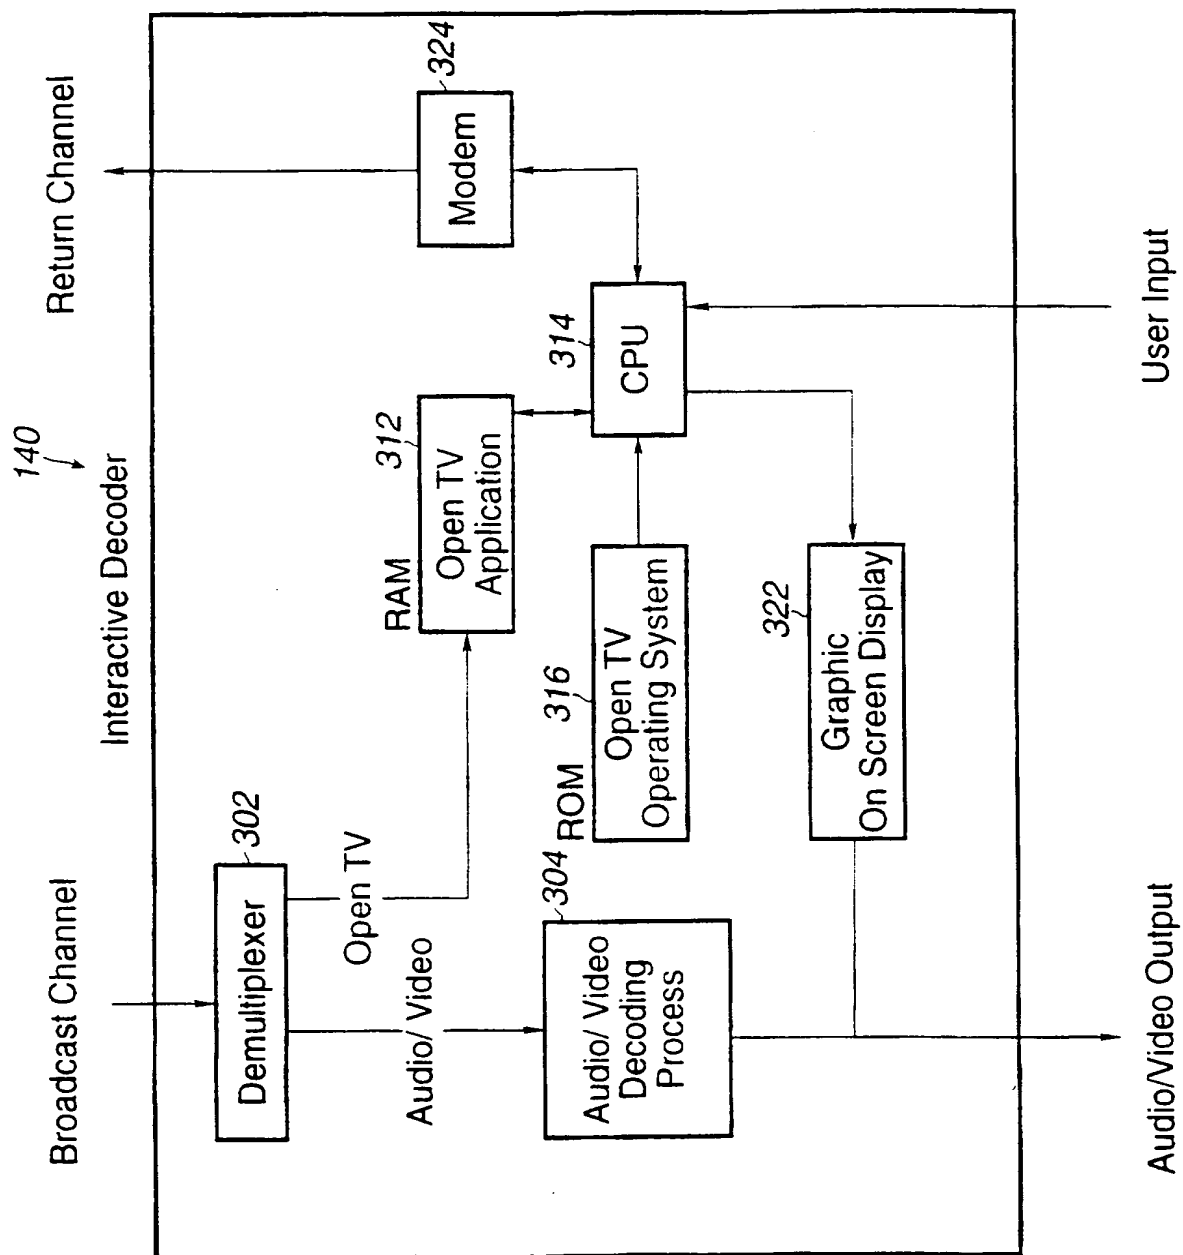 140
Interactive Decoder
Broadcast Channel
Return Channel
Demultiplexer
302
Open TV
Audio/ Video
RAM
312
Open TV
Application
Modem
324
Audio/ Video
Decoding
Process
304
ROM
316
Open TV
Operating System
CPU
314
Graphic
On Screen Display
322
Audio/Video Output
User Input